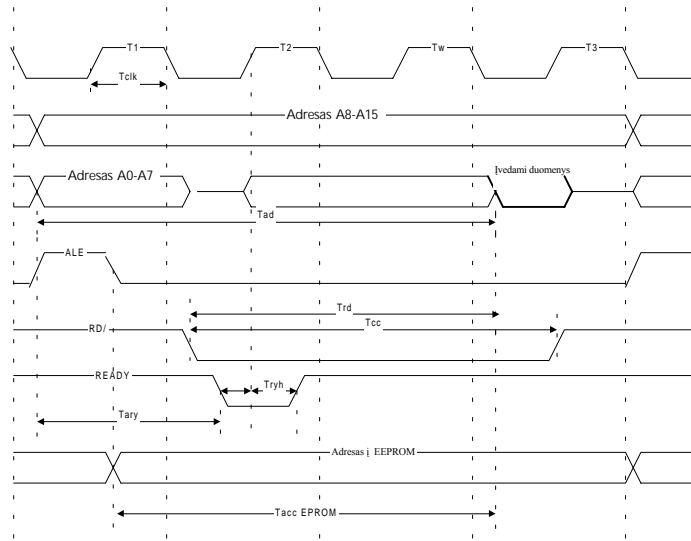 T1 T2 Tw T3
Tclk
Adresas A8-A15
Adresas A0-A7 Įvedami duomenys
Tad
ALE
Trd
Tcc
RD/
READY
Tryh
Tary
Adresas į EEPROM
Tacc EPROM